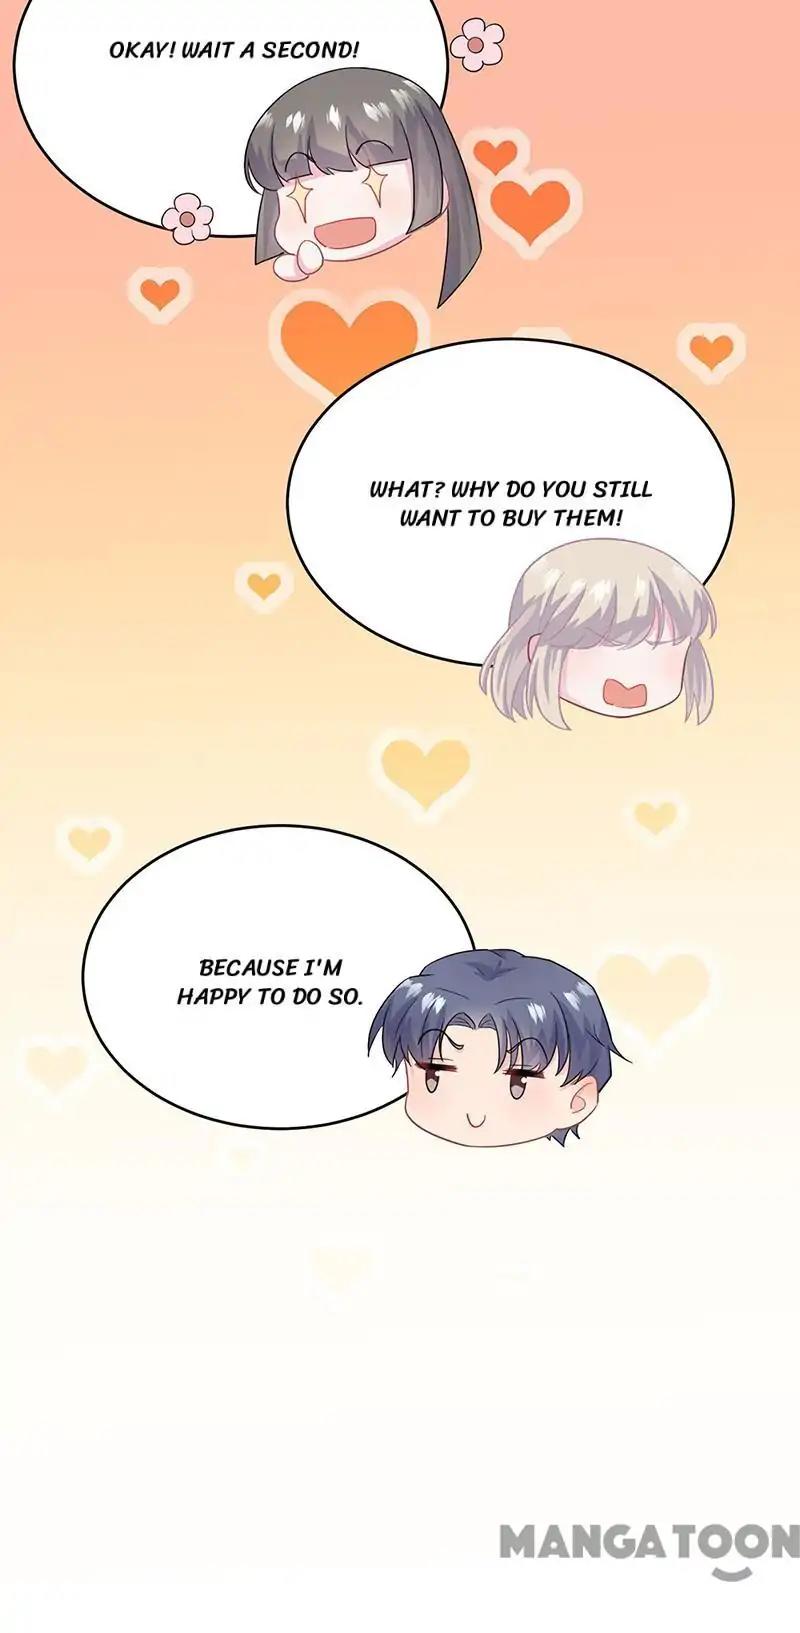 OKAY! WAIT A SECOND!
WHAT? WHY DO YOU STILL
WANT TO BUY THEM!
BECAUSE I'M
HAPPY TO DO SO.
MANGATOON